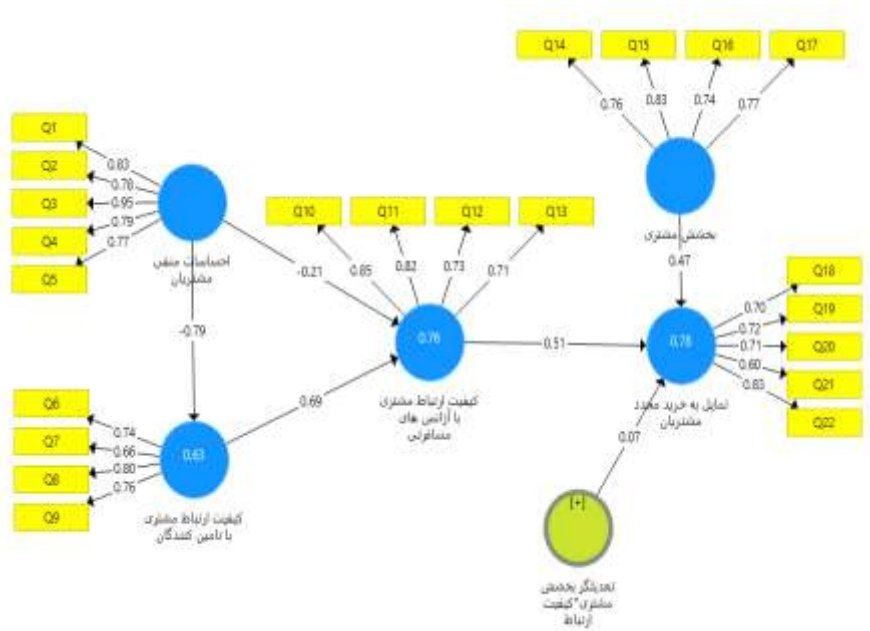 Q14
Q15
Q16
Q17
0.76
0.83
0.74
0.77
بخشش مشتری
0.47
Q1
Q2
Q3
Q4
Q5
0.83
0.78
0.95
0.79
0.77
احساسات منفی
مشتریان
-0.21
-0.79
Q10
Q11
Q12
Q13
0.85
0.82
0.73
0.71
0.76
کیفیت ارتباط مشتری
با آژانس های
مسافرتی
0.51
Q18
Q19
Q20
Q21
Q22
0.70
0.72
0.71
0.60
0.83
0.78
تمایل به خرید مجدد
مشتریان
0.69
0.07
Q6
Q7
Q8
Q9
0.74
0.66
0.80
0.76
0.63
کیفیت ارتباط مشتری
با تامین کنندگان
[+]
تعدیلگر بخشش
مشتری*کیفیت
ارتباط